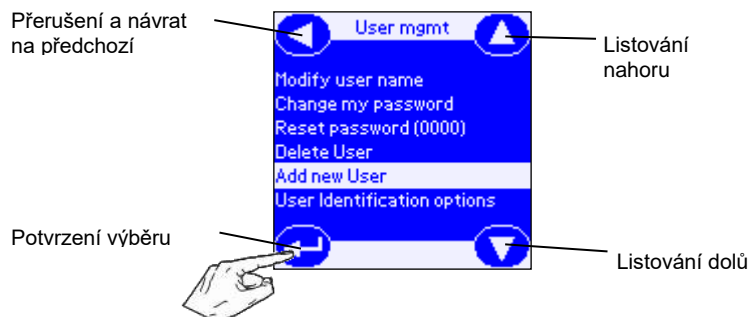 Přerušení a návrat
na předchozí
User mgmt
Listování
nahoru
Modify user name
Change my password
Reset password (0000)
Delete User
Add new User
User Identification options
Potvrzení výběru
Listování dolů